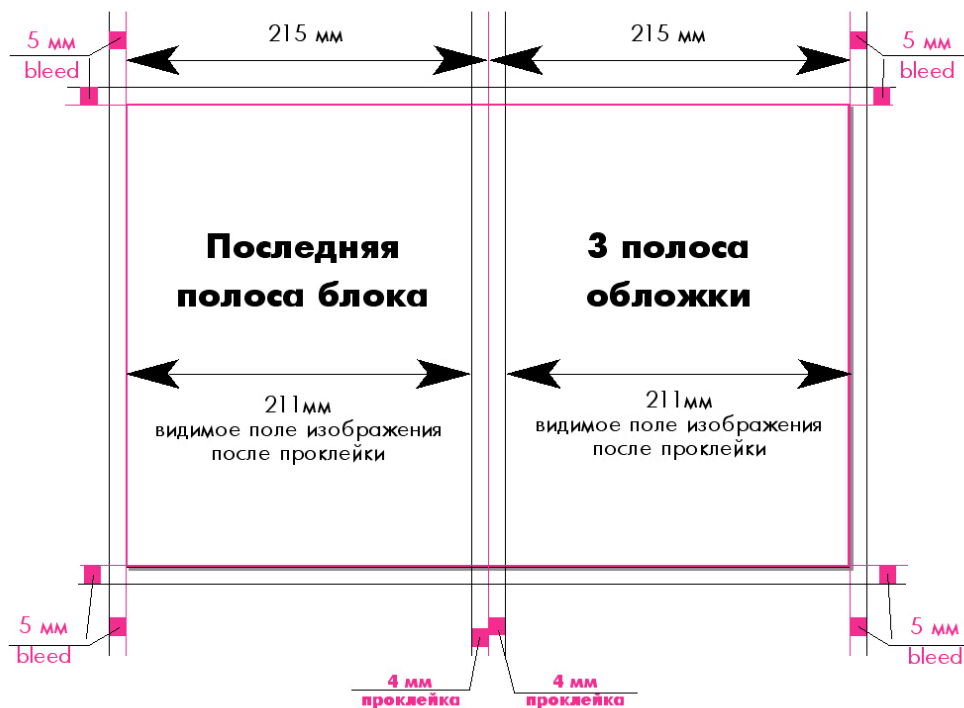 215 мм
215 мм
5 мм
bleed
5 мм
bleed
Последняя
полоса блока
3 полоса
обложки
211мм
видимое поле изображения
после проклейки
211мм
видимое поле изображения
после проклейки
5 мм
bleed
5 мм
bleed
4 мм
проклейка
4 мм
проклейка